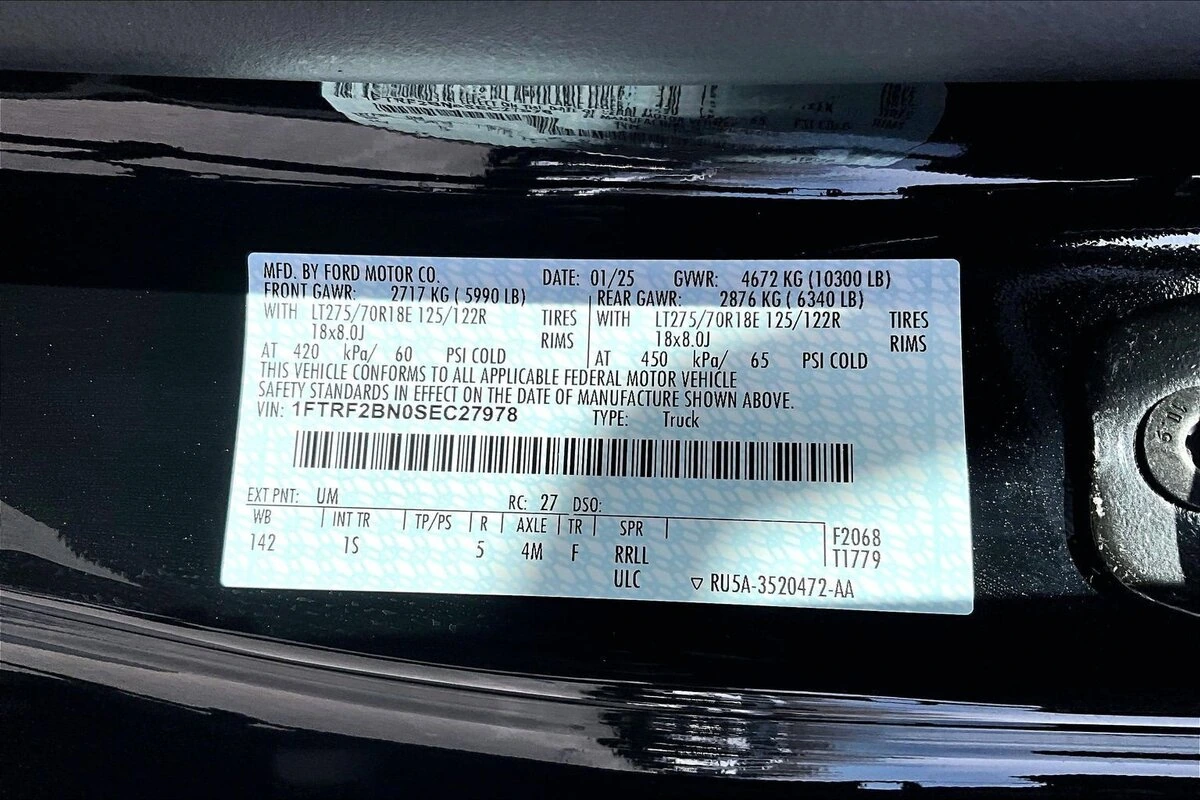 MFD. BY FORD MOTOR CO. DATE: 01/25 GVWR: 4672 KG (10300 LB)
FRONT GAWR: 2717 KG ( 5990 LB) REAR GAWR: 2876 KG ( 6340 LB)
WITH LT275/70R18E 125/122R TIRES WITH LT275/70R18E 125/122R TIRES
18x8.0J RIMS 18x8.0J RIMS
AT 420 kPa/ 60 PSI COLD AT 450 kPa/ 65 PSI COLD
THIS VEHICLE CONFORMS TO ALL APPLICABLE FEDERAL MOTOR VEHICLE
SAFETY STANDARDS IN EFFECT ON THE DATE OF MANUFACTURE SHOWN ABOVE.
VIN: 1FTRF2BN0SEC27978 TYPE: Truck
EXT PNT: UM RC: 27 DSO:
WB INT TR TP/PS R AXLE TR SPR F2068
142 1S 5 4M F RRLL T1779
ULC RU5A-3520472-AA